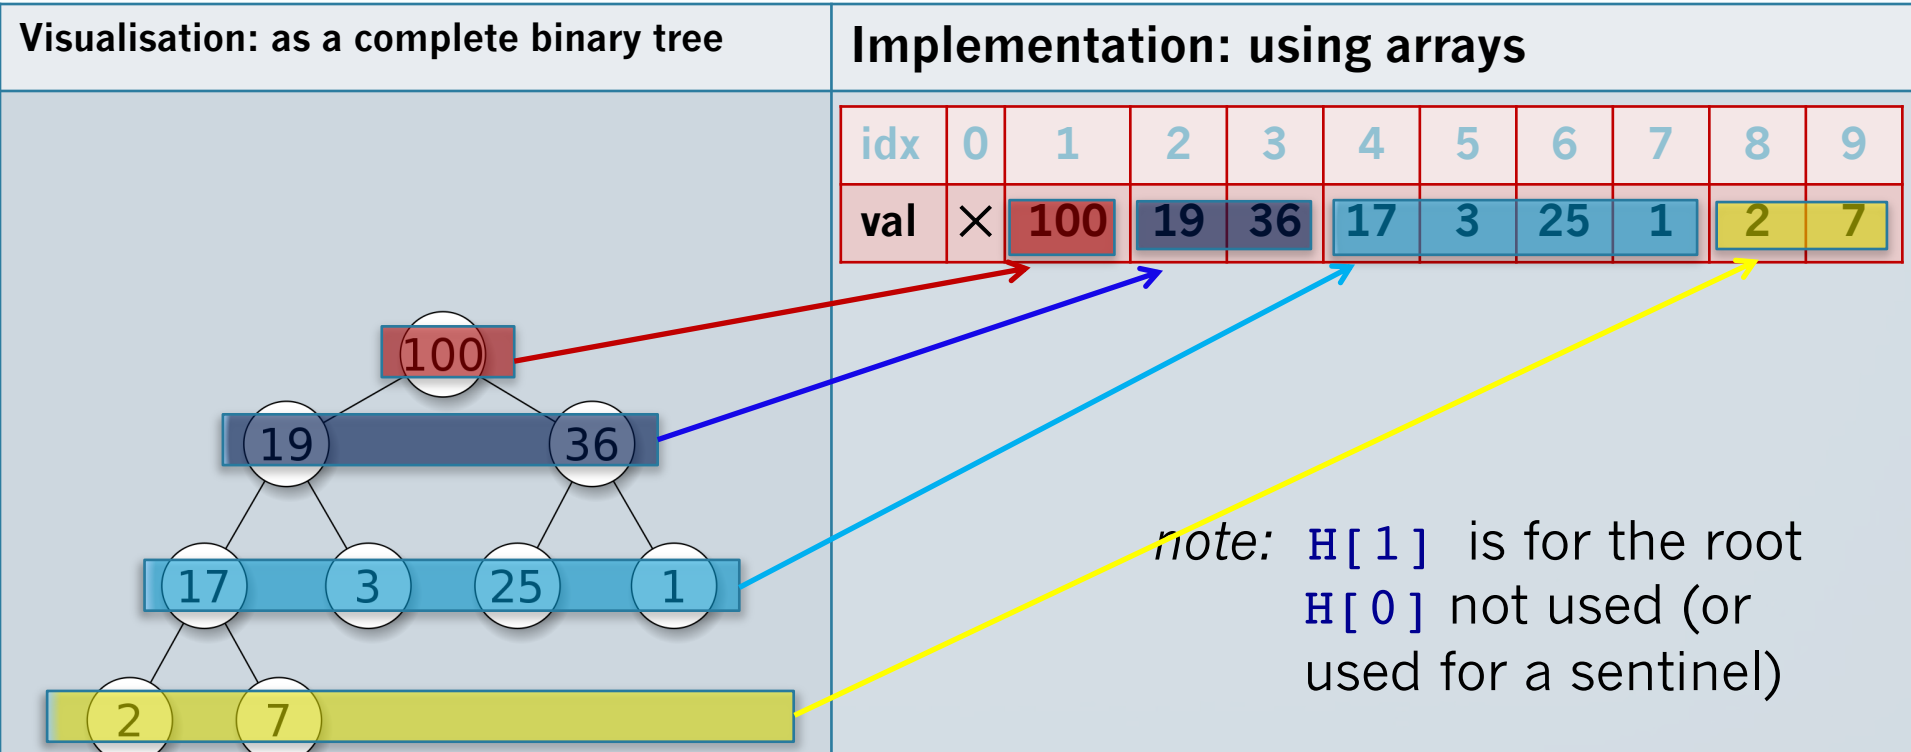 Visualisation: as a complete binary tree
Implementation: using arrays
idx 0 1 2 3 4 5 6 7 8 9
val × 100 19 36 17 3 25 1 2 7
100
19 36
17 3 25 1
2 7
note: H[1] is for the root
H[0] not used (or
used for a sentinel)